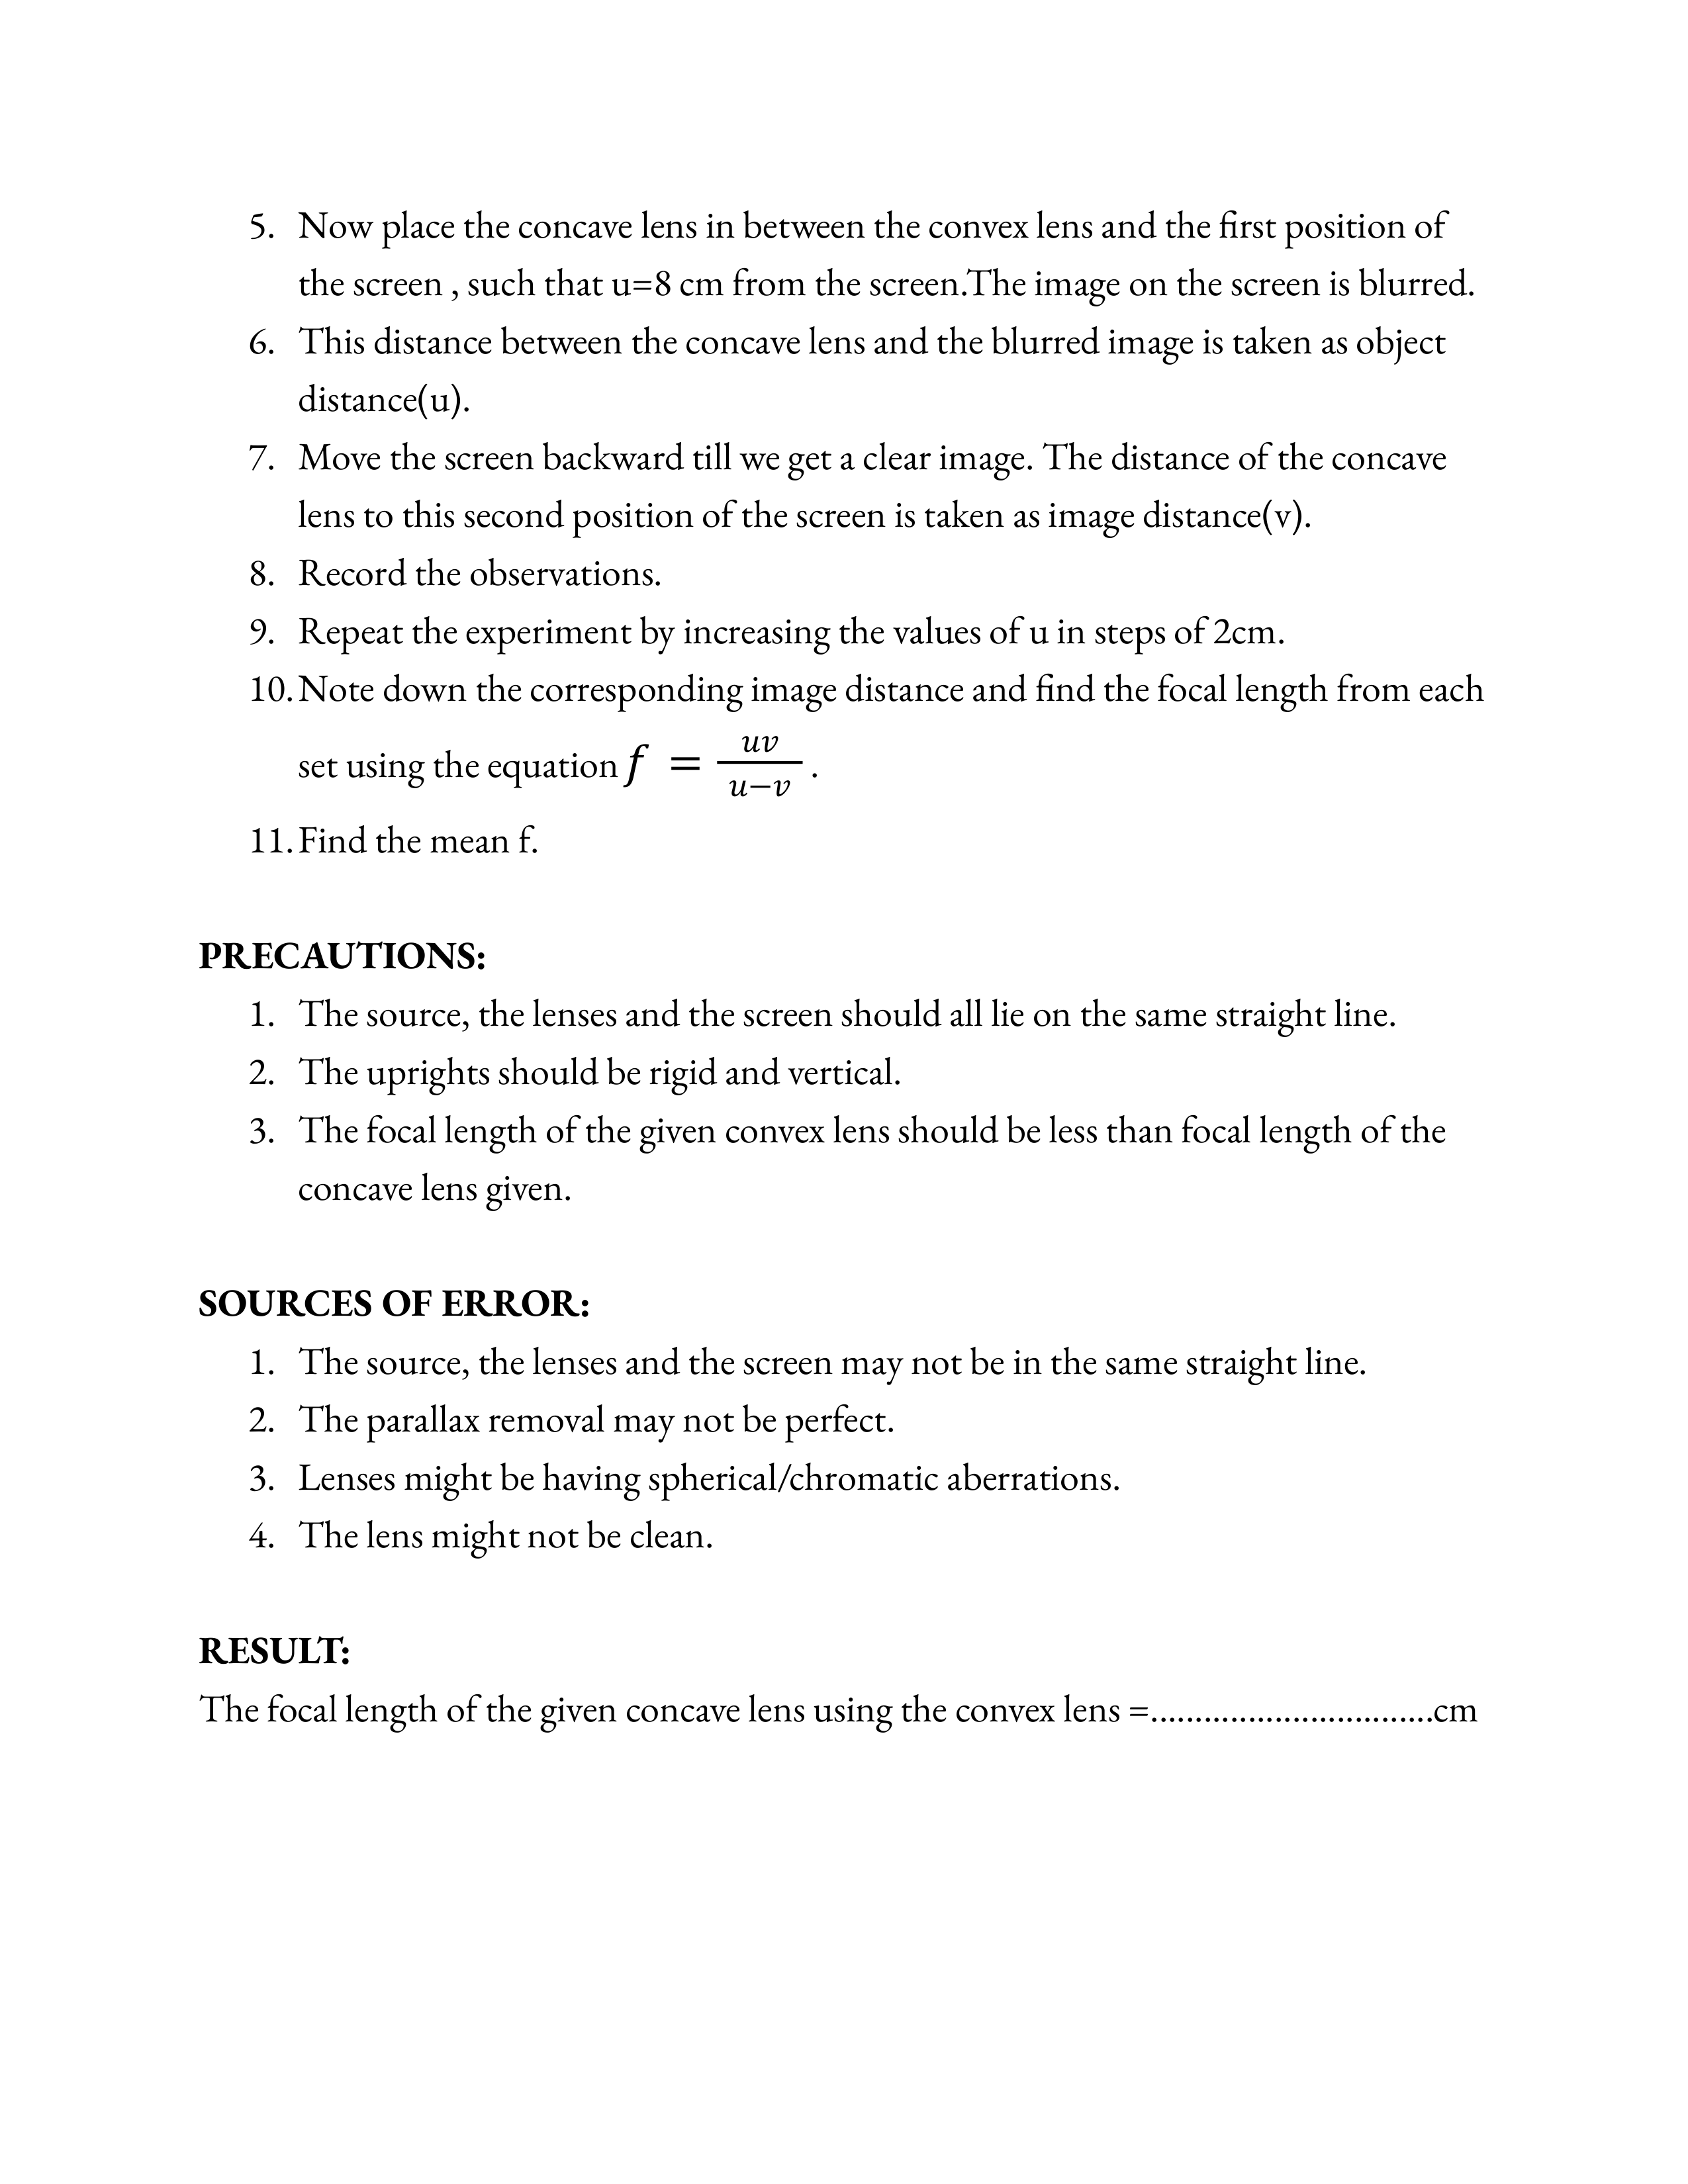 5. Now place the concave lens in between the convex lens and the first position of
the screen , such that u=8 cm from the screen.The image on the screen is blurred.
6. This distance between the concave lens and the blurred image is taken as object
distance(u).
7. Move the screen backward till we get a clear image. The distance of the concave
lens to this second position of the screen is taken as image distance(v).
8. Record the observations.
9. Repeat the experiment by increasing the values of u in steps of 2cm.
10. Note down the corresponding image distance and find the focal length from each
set using the equation f = uv/u−v .
11. Find the mean f.
PRECAUTIONS:
1. The source, the lenses and the screen should all lie on the same straight line.
2. The uprights should be rigid and vertical.
3. The focal length of the given convex lens should be less than focal length of the
concave lens given.
SOURCES OF ERROR:
1. The source, the lenses and the screen may not be in the same straight line.
2. The parallax removal may not be perfect.
3. Lenses might be having spherical/chromatic aberrations.
4. The lens might not be clean.
RESULT:
The focal length of the given concave lens using the convex lens =................................cm